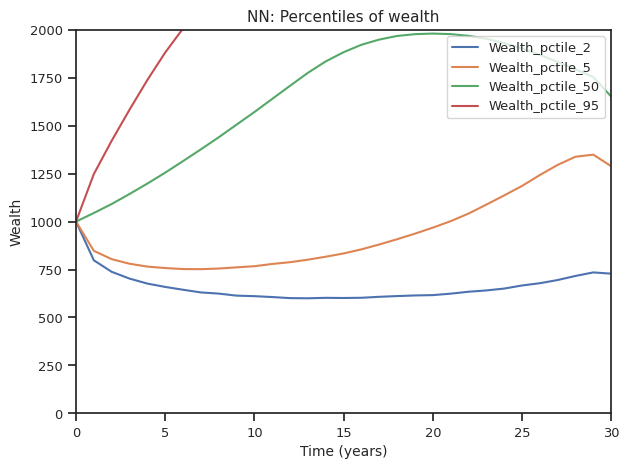 NN: Percentiles of wealth
2000
1750
1500
1250
1000
750
500
250
0
Wealth
Wealth_pctile_2
Wealth_pctile_5
Wealth_pctile_50
Wealth_pctile_95
0 5 10 15 20 25 30
Time (years)